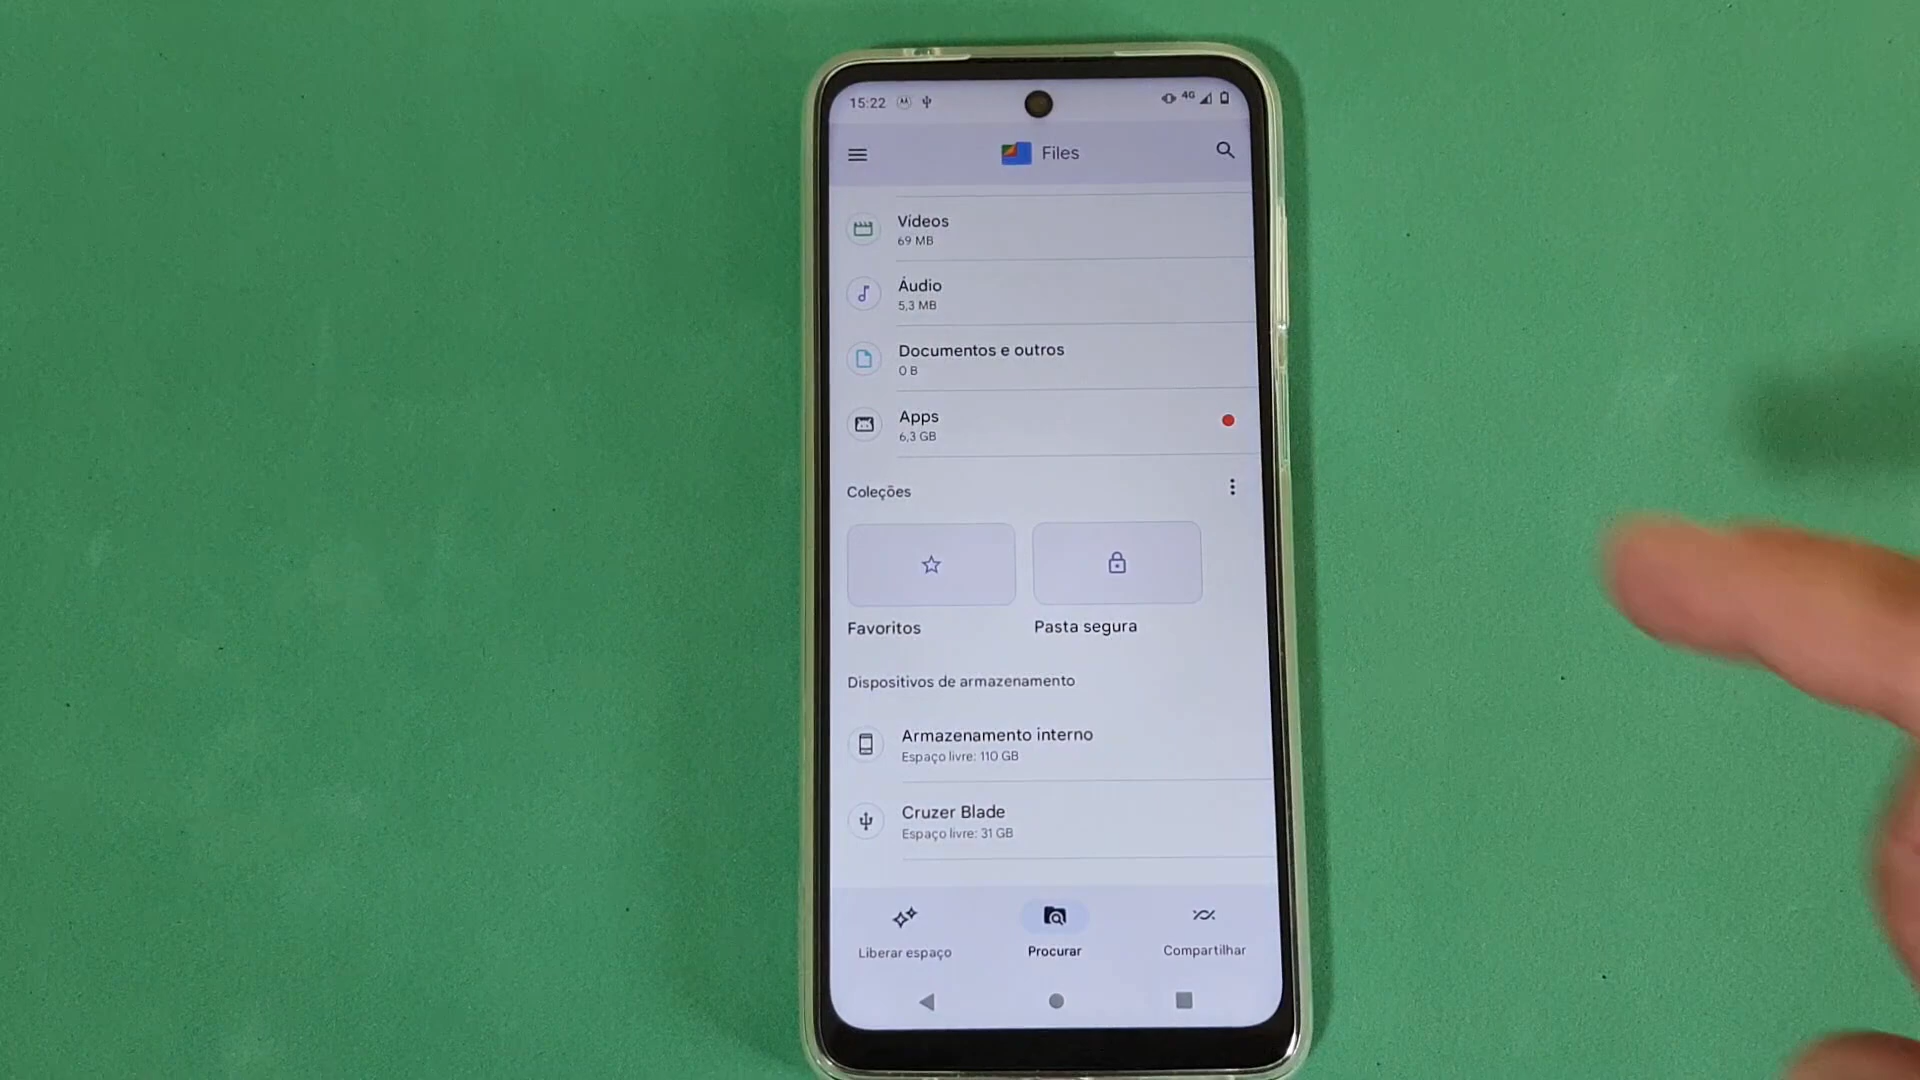 15:22
4G
Files
Vídeos
69 MB
Áudio
5,3 MB
Documentos e outros
0 B
Apps
6,3 GB
Coleções
Favoritos
Pasta segura
Dispositivos de armazenamento
Armazenamento interno
Espaço livre: 110 GB
Cruzer Blade
Espaço livre: 31 GB
Liberar espaço
Procurar
Compartilhar